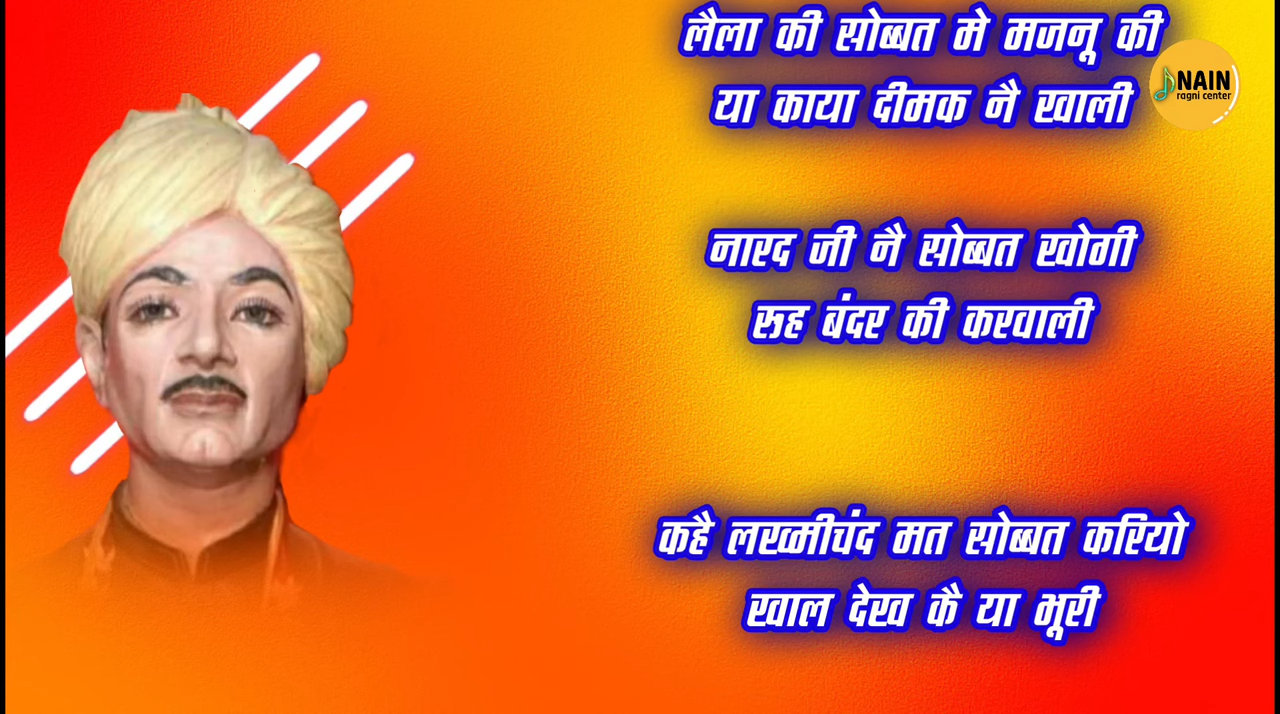 लैला की सोब्बत मे मजनू की
या काया दीमक नै खाली
NAIN
ragni center
नारद जी नै सोब्बत खोगी
रूह बंदर की करवाली
कहै लख्मीचंद मत सोब्बत करियो
खाल देख कै या भूरी